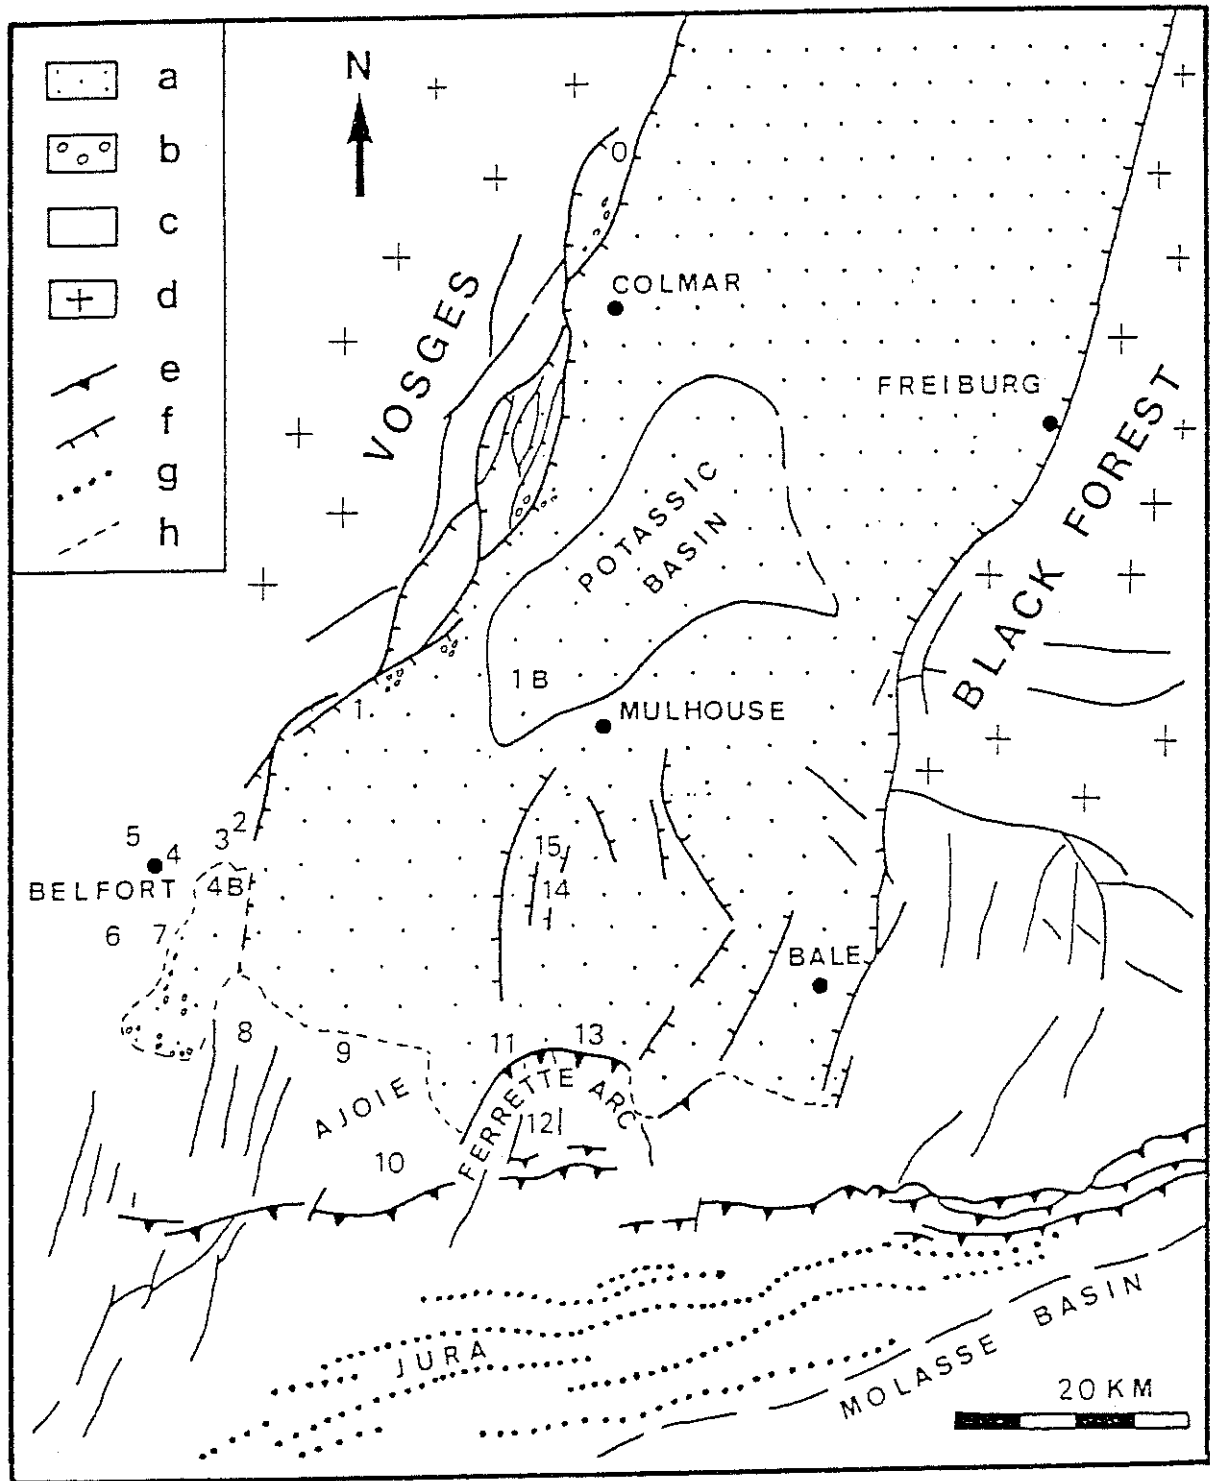 a
b
c
d
e
f
g
h
N
VOSGES
0
COLMAR
FREIBURG
BLACK FOREST
POTASSIC
BASIN
1B
1
MULHOUSE
5
4
3
2
BELFORT
4B
6
7
15
14
BALE
8
9
11
13
AJOIE
FERRETTE ARC
12
10
JURA
MOLASSE BASIN
20 KM